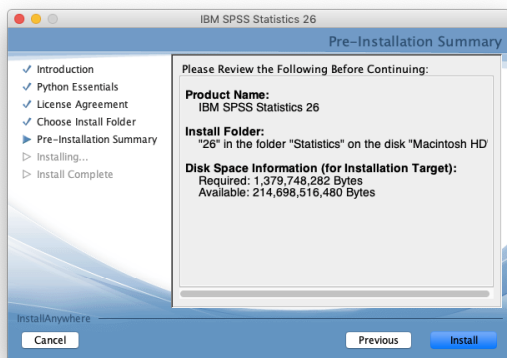 IBM SPSS Statistics 26
Pre-Installation Summary
Introduction
Python Essentials
License Agreement
Choose Install Folder
Pre-Installation Summary
Installing...
Install Complete
Please Review the Following Before Continuing:
Product Name:
IBM SPSS Statistics 26
Install Folder:
"26" in the folder "Statistics" on the disk "Macintosh HD"
Disk Space Information (for Installation Target):
Required: 1,379,748,282 Bytes
Available: 214,698,516,480 Bytes
InstallAnywhere
Cancel
Previous
Install